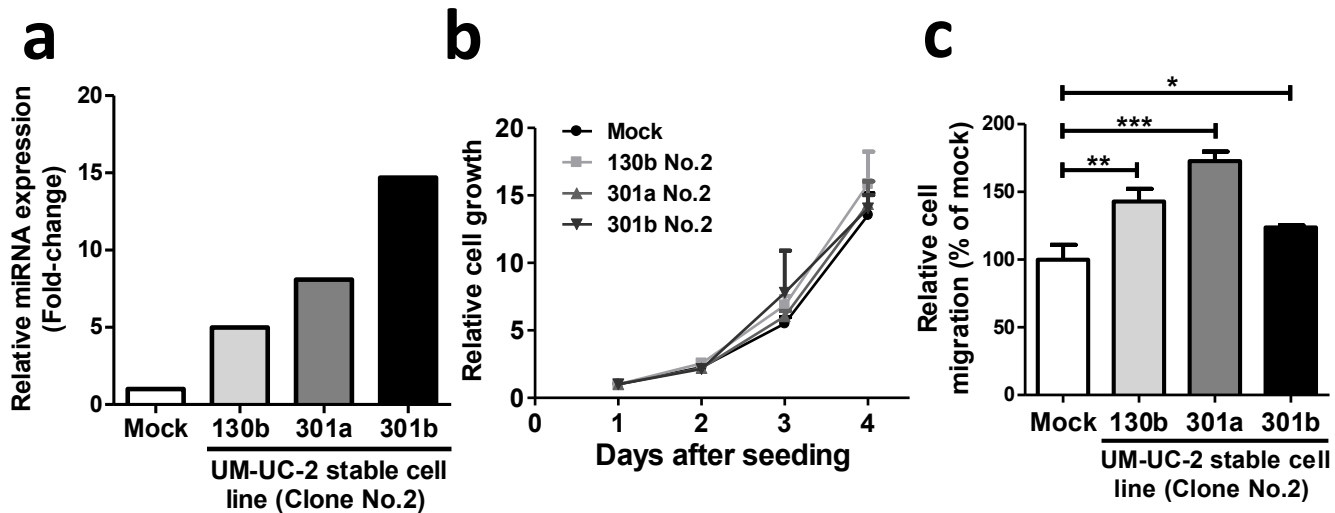 a
Relative miRNA expression
(Fold-change)
20
15
10
5
0
Mock 130b 301a 301b
UM-UC-2 stable cell
line (Clone No.2)
b
Relative cell growth
20
15
10
5
0
Mock
130b No.2
301a No.2
301b No.2
0 1 2 3 4
Days after seeding
c
Relative cell
migration (% of mock)
200
150
100
50
0
*
***
**
Mock 130b 301a 301b
UM-UC-2 stable cell
line (Clone No.2)